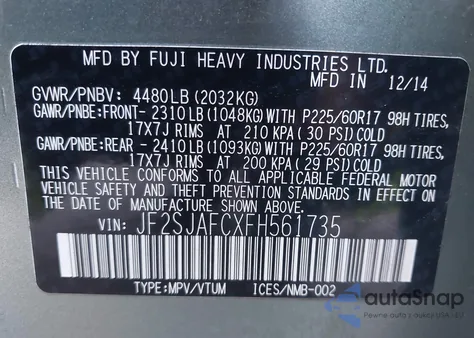 MFD BY FUJI HEAVY INDUSTRIES LTD.
MFD IN 12/14
GVWR/PNBV: 4480LB(2032KG)
GAWR/PNBE:FRONT- 2310LB(1048KG)WITH P225/60R17 98H TIRES,
17X7J RIMS AT 210 KPA( 30 PSI)COLD
GAWR/PNBE:REAR - 2410LB(1093KG)WITH P225/60R17 98H TIRES,
17X7J RIMS AT 200 KPA( 29 PSI)COLD
THIS VEHICLE CONFORMS TO ALL APPLICABLE FEDERAL MOTOR
VEHICLE SAFETY AND THEFT PREVENTION STANDARDS IN EFFECT ON
THE DATE OF MANUFACTURE SHOWN ABOVE.
VIN: JF2SJAFCXFH561735
TYPE:MPV/VTUM ICES/NMB-002
autoSnap
Pewne auta z USA i EU